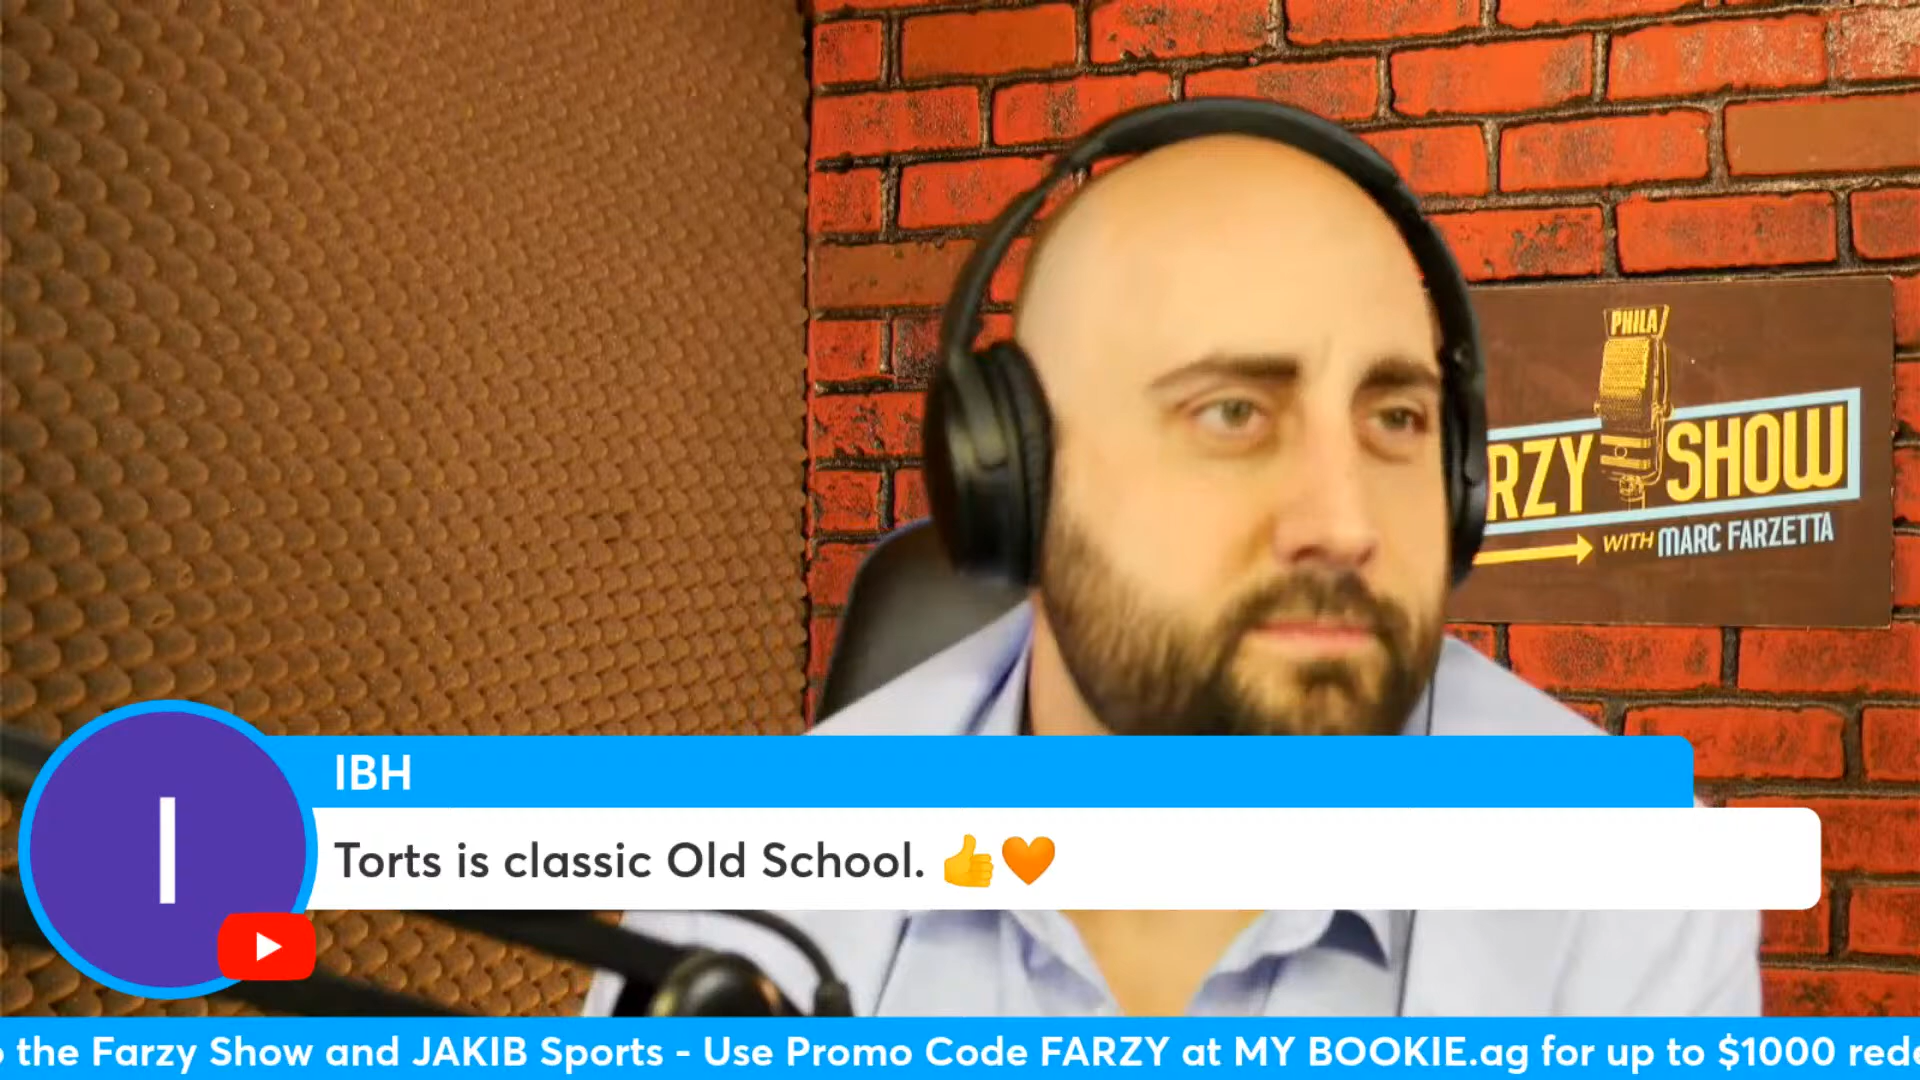 PHILA
RZY SHOW
WITH MARC FARZETTA
IBH
I
Torts is classic Old School. 👍🧡
the Farzy Show and JAKIB Sports - Use Promo Code FARZY at MY BOOKIE.ag for up to $1000